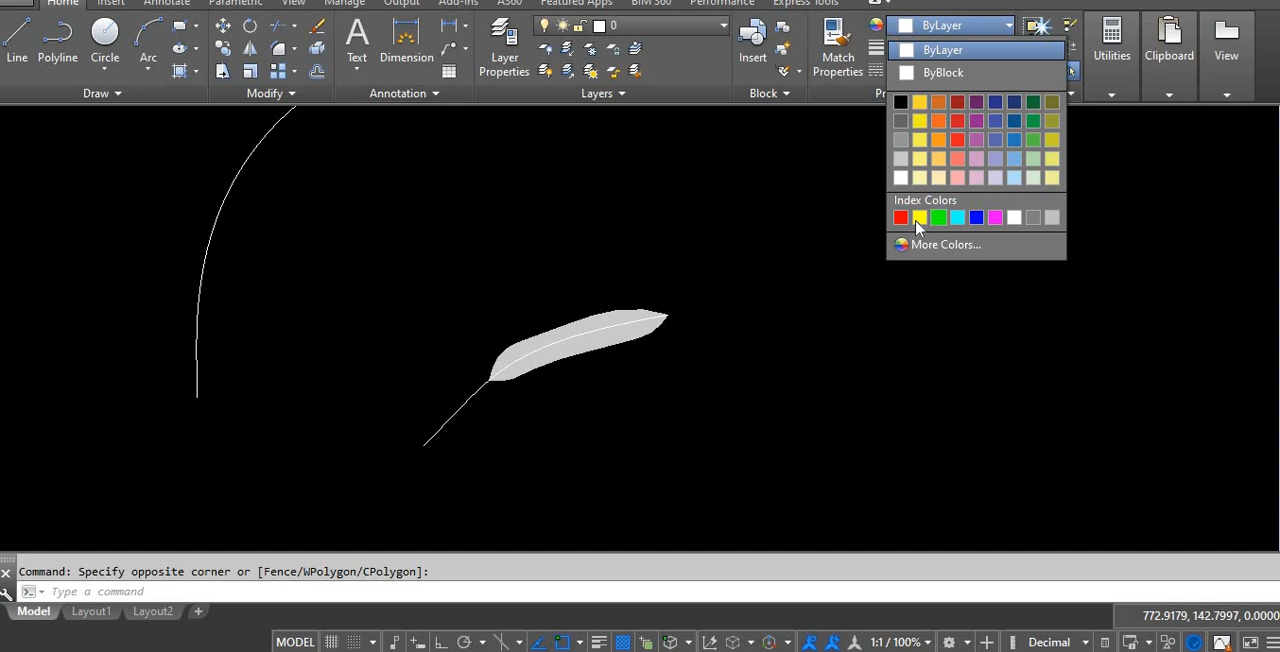 Home Insert Annotate Parametric View Manage Output Add-ins A360 Featured Apps BIM 360 Performance Express Tools
Line Polyline Circle Arc
Text Dimension
Layer
Properties
0
Insert
Match
Properties
ByLayer
Utilities Clipboard View
Draw Modify Annotation Layers Block
ByLayer
ByBlock
Index Colors
More Colors...
Command: Specify opposite corner or [Fence/WPolygon/CPolygon]:
Type a command
Model Layout1 Layout2 +
772.9179, 142.7997, 0.0000
MODEL 1:1 / 100% Decimal